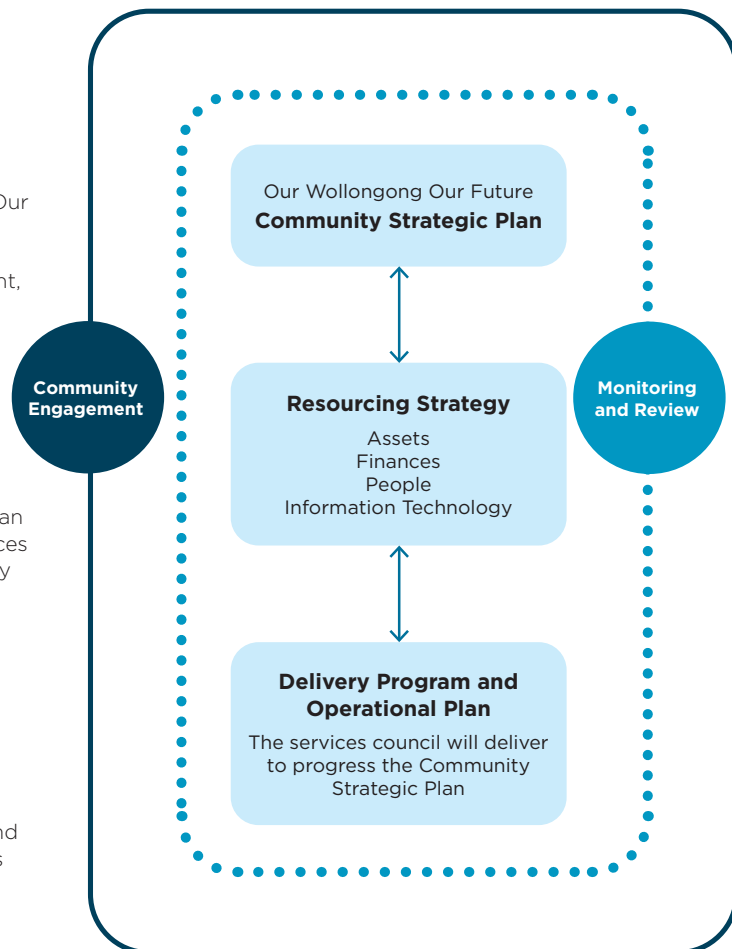 Our
nt,
an
ces
y
nd
s
Our Wollongong Our Future
Community Strategic Plan
Community
Engagement
Resourcing Strategy
Assets
Finances
People
Information Technology
Monitoring
and Review
Delivery Program and
Operational Plan
The services council will deliver
to progress the Community
Strategic Plan